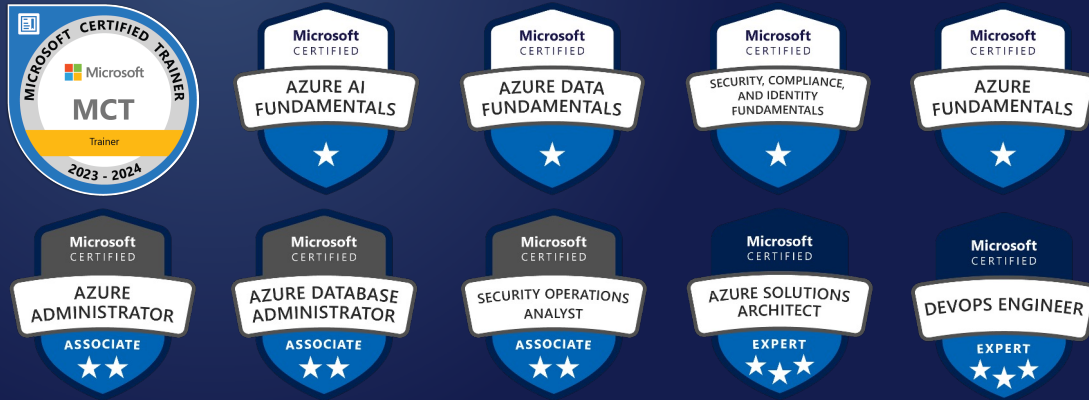 MICROSOFT CERTIFIED TRAINER
Microsoft
MCT
Trainer
2023 - 2024
Microsoft
CERTIFIED
AZURE AI
FUNDAMENTALS
Microsoft
CERTIFIED
AZURE DATA
FUNDAMENTALS
Microsoft
CERTIFIED
SECURITY, COMPLIANCE,
AND IDENTITY
FUNDAMENTALS
Microsoft
CERTIFIED
AZURE
FUNDAMENTALS
Microsoft
CERTIFIED
AZURE
ADMINISTRATOR
ASSOCIATE
Microsoft
CERTIFIED
AZURE DATABASE
ADMINISTRATOR
ASSOCIATE
Microsoft
CERTIFIED
SECURITY OPERATIONS
ANALYST
ASSOCIATE
Microsoft
CERTIFIED
AZURE SOLUTIONS
ARCHITECT
EXPERT
Microsoft
CERTIFIED
DEVOPS ENGINEER
EXPERT